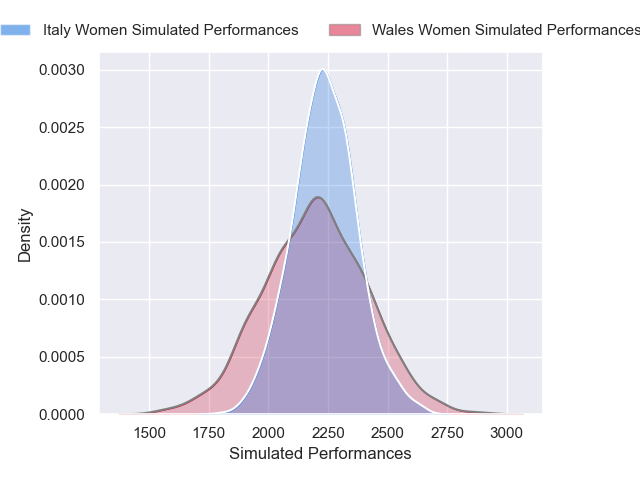 Italy Women Simulated Performances Wales Women Simulated Performances
0.0030
0.0025
0.0020
0.0015
0.0010
0.0005
0.0000
Density
1500 1750 2000 2250 2500 2750 3000
Simulated Performances